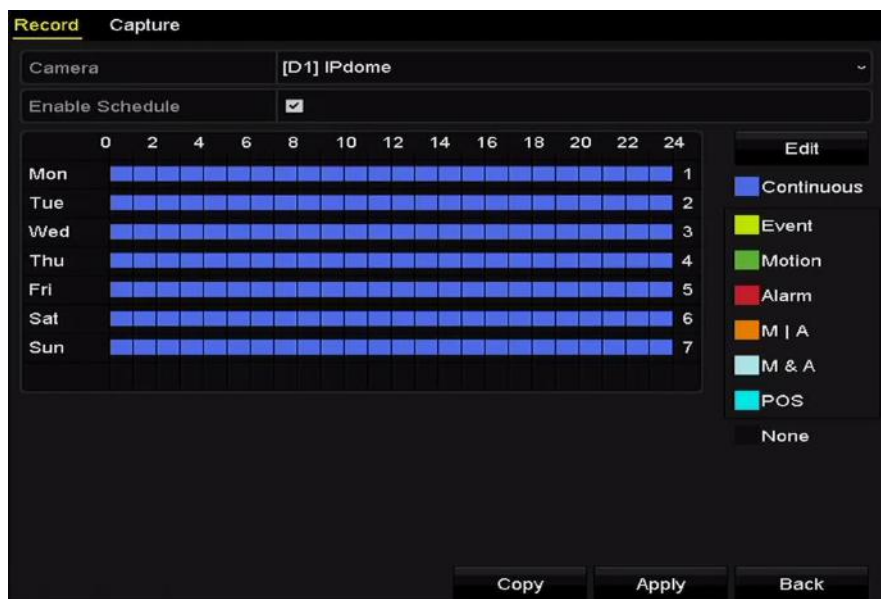 Record Capture
Camera [D1] IPdome
Enable Schedule
0 2 4 6 8 10 12 14 16 18 20 22 24
Edit
Mon 1
Continuous
Tue 2
Wed 3
Event
Thu 4
Motion
Fri 5
Alarm
Sat 6
M | A
Sun 7
M & A
POS
None
Copy Apply Back